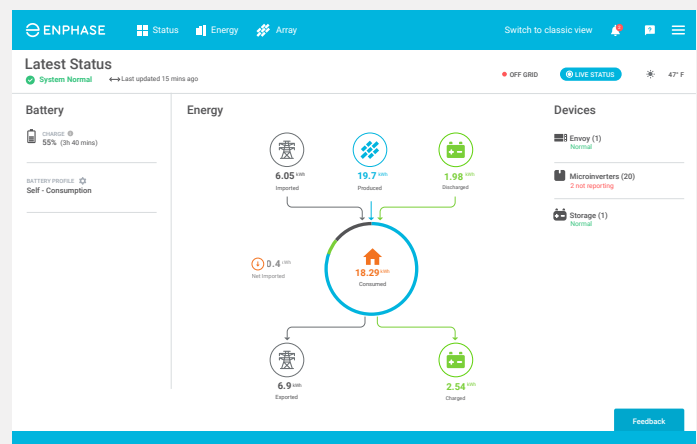 ENPHASE
Status
Energy
Array
Switch to classic view
Latest Status
System Normal
Last updated 15 mins ago
OFF GRID
LIVE STATUS
47° F
Battery
CHARGE
55% (3h 40 mins)
BATTERY PROFILE
Self - Consumption
Energy
6.05 kWh
Imported
19.7 kWh
Produced
1.98 kWh
Discharged
0.4 kWh
Net imported
18.29 kWh
Consumed
6.9 kWh
Exported
2.54 kWh
Charged
Devices
Envoy (1)
Normal
Microinverters (20)
2 not reporting
Storage (1)
Normal
Feedback